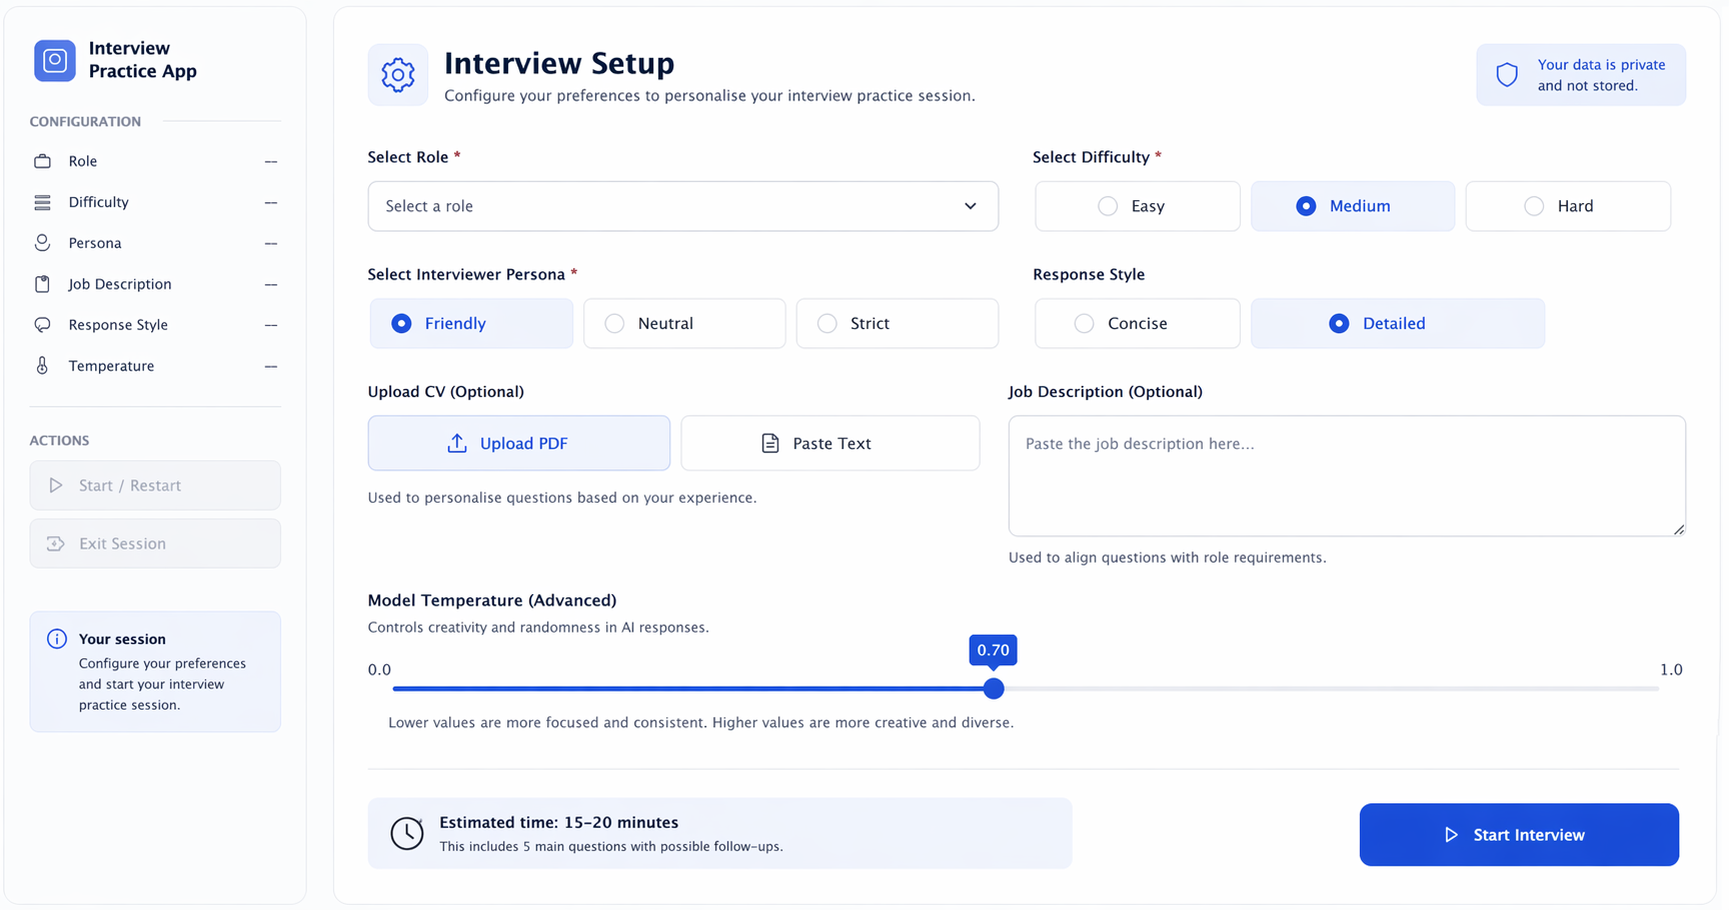 Interview
Practice App
CONFIGURATION
Role --
Difficulty --
Persona --
Job Description --
Response Style --
Temperature --
ACTIONS
Start / Restart
Exit Session
Your session
Configure your preferences
and start your interview
practice session.
Interview Setup
Configure your preferences to personalise your interview practice session.
Your data is private
and not stored.
Select Role *
Select a role
Select Difficulty *
Easy
Medium
Hard
Select Interviewer Persona *
Friendly
Neutral
Strict
Response Style
Concise
Detailed
Upload CV (Optional)
Upload PDF
Paste Text
Used to personalise questions based on your experience.
Job Description (Optional)
Paste the job description here...
Used to align questions with role requirements.
Model Temperature (Advanced)
Controls creativity and randomness in AI responses.
0.0
0.70
1.0
Lower values are more focused and consistent. Higher values are more creative and diverse.
Estimated time: 15–20 minutes
This includes 5 main questions with possible follow-ups.
Start Interview